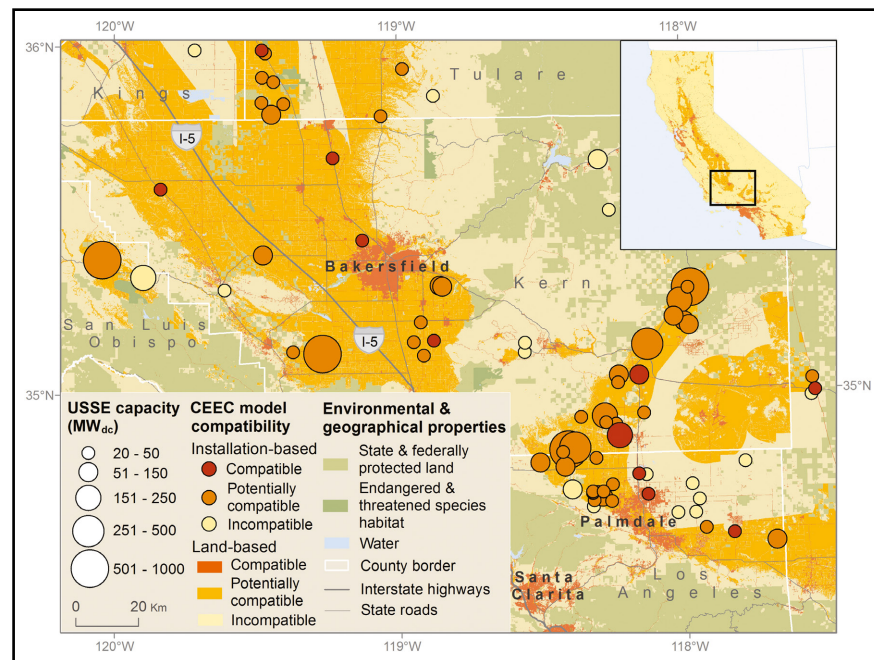 120°W 119°W 118°W
36°N
Tulare
Kings
I-5
Bakersfield
Kern
San Luis
Obispo
I-5
35°N 35°N
USSE capacity
(MWdc)
20 - 50
51 - 150
151 - 250
251 - 500
501 - 1000
0 20 Km
CEEC model
compatibility
Installation-based
Compatible
Potentially
compatible
Incompatible
Land-based
Compatible
Potentially
compatible
Incompatible
Environmental &
geographical properties
State & federally
protected land
Endangered &
threatened species
habitat
Water
County border
Interstate highways
State roads
Palmdale
Santa
Clarita
Los
Angeles
120°W 119°W 118°W